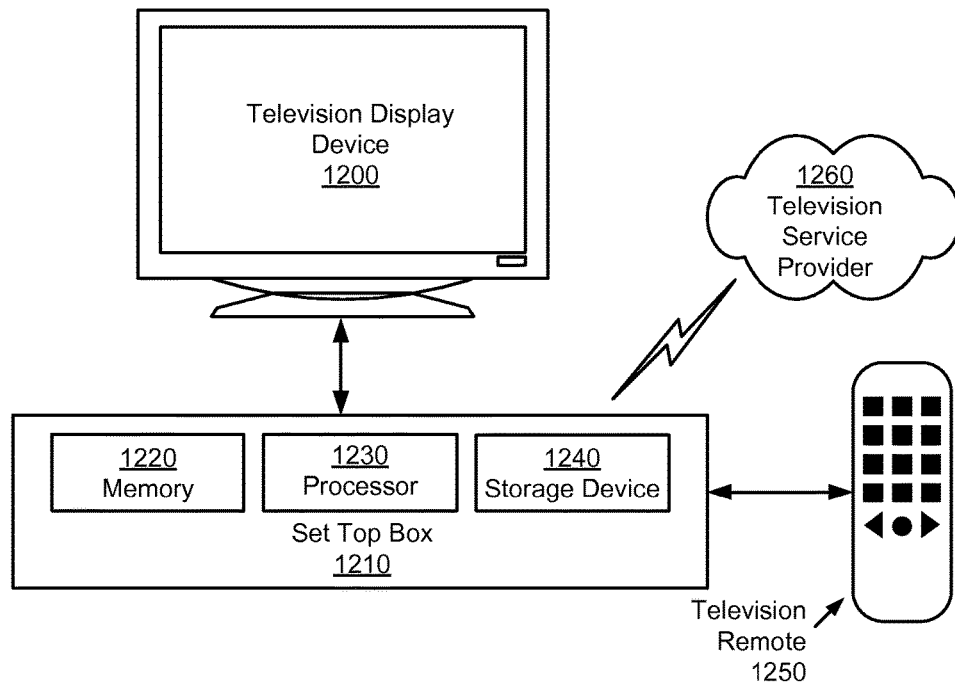 Television Display
Device
1200
1260
Television
Service
Provider
1220
Memory
1230
Processor
1240
Storage Device
Set Top Box
1210
Television
Remote
1250